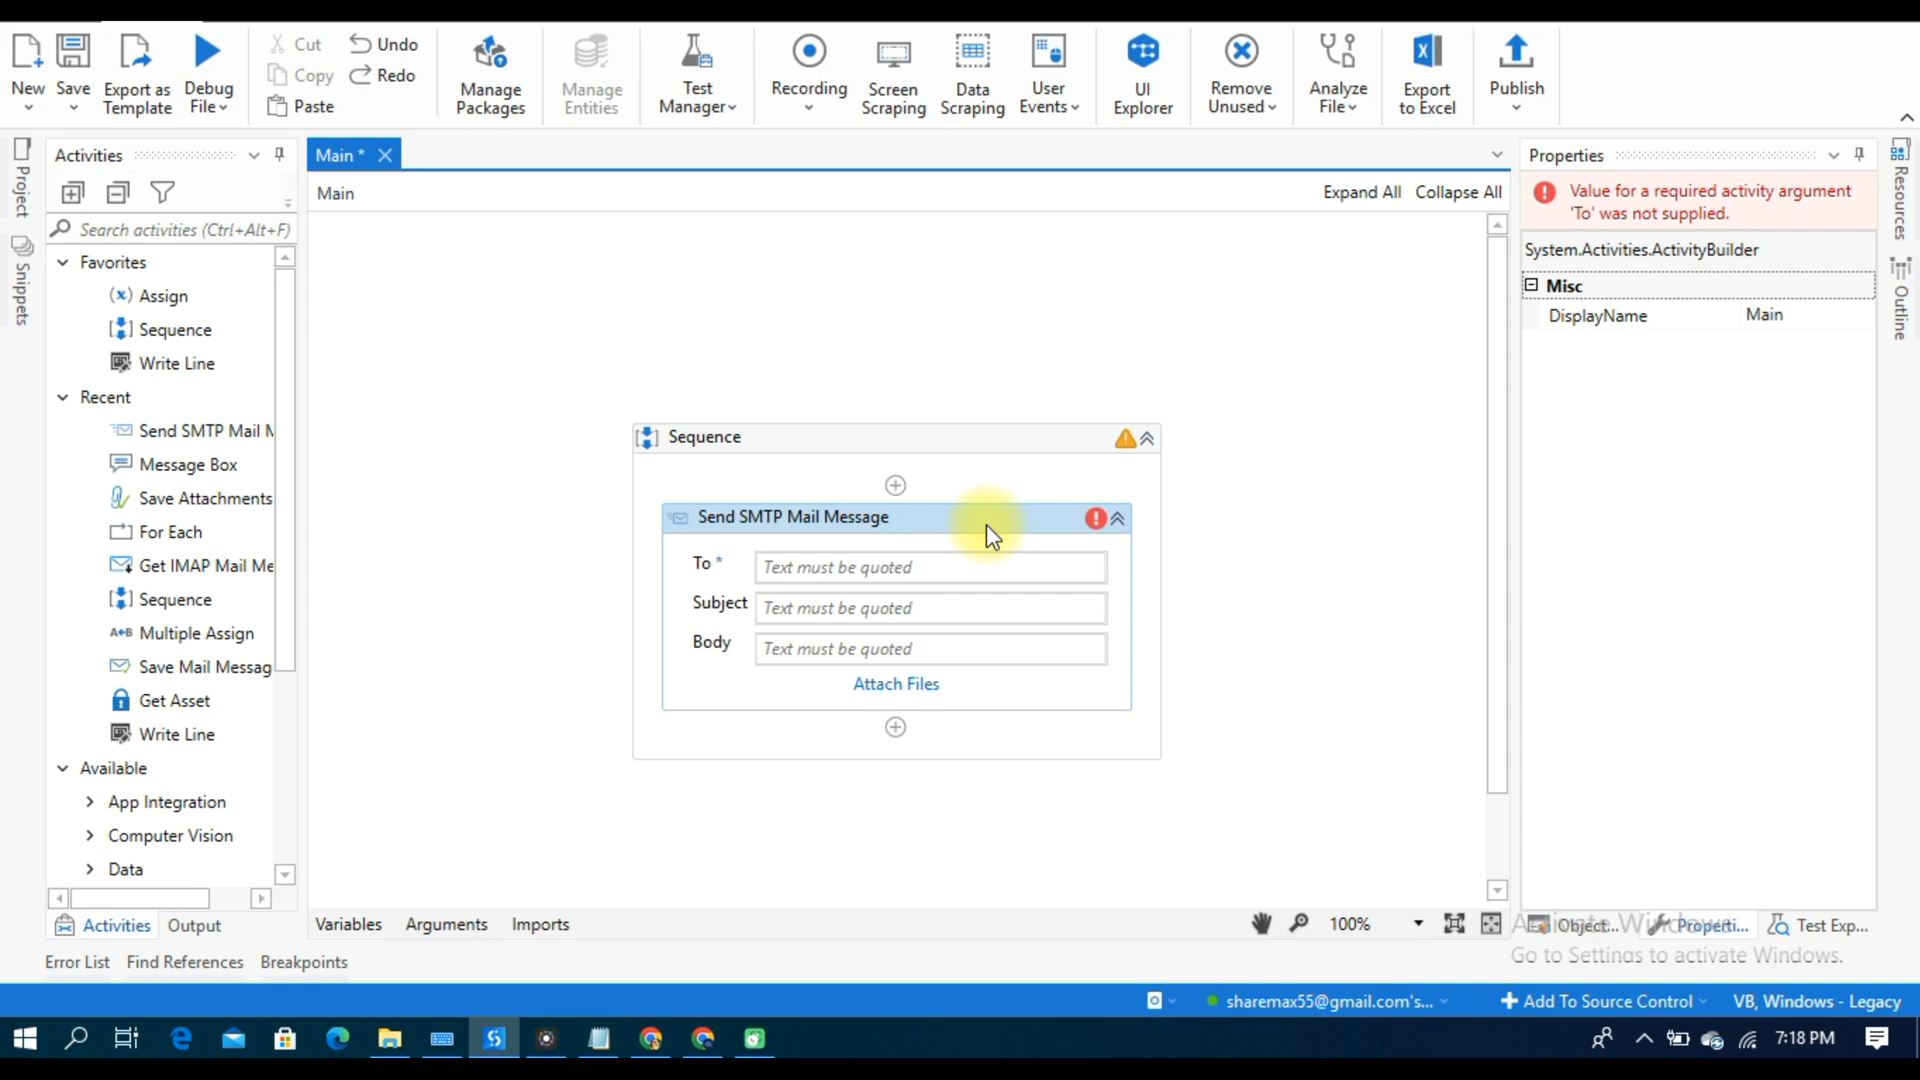 New
Save
Export as
Template
Debug
File
Cut
Copy
Paste
Undo
Redo
Manage
Packages
Manage
Entities
Test
Manager
Recording
Screen
Scraping
Data
Scraping
User
Events
UI
Explorer
Remove
Unused
Analyze
File
Export
to Excel
Publish
Project
Snippets
Activities
Search activities (Ctrl+Alt+F)
Favorites
Assign
Sequence
Write Line
Recent
Send SMTP Mail M
Message Box
Save Attachments
For Each
Get IMAP Mail Me
Sequence
A+B Multiple Assign
Save Mail Messag
Get Asset
Write Line
Available
App Integration
Computer Vision
Data
Activities
Output
Main *
Main
Expand All
Collapse All
Sequence
Send SMTP Mail Message
To *
Text must be quoted
Subject
Text must be quoted
Body
Text must be quoted
Attach Files
Variables
Arguments
Imports
100%
Properties
Value for a required activity argument
'To' was not supplied.
System.Activities.ActivityBuilder
Misc
DisplayName
Main
Resources
Outline
Object...
Properti...
Test Exp...
Activate Windows
Go to Settings to activate Windows.
Error List
Find References
Breakpoints
sharemax55@gmail.com's...
Add To Source Control
VB, Windows - Legacy
7:18 PM